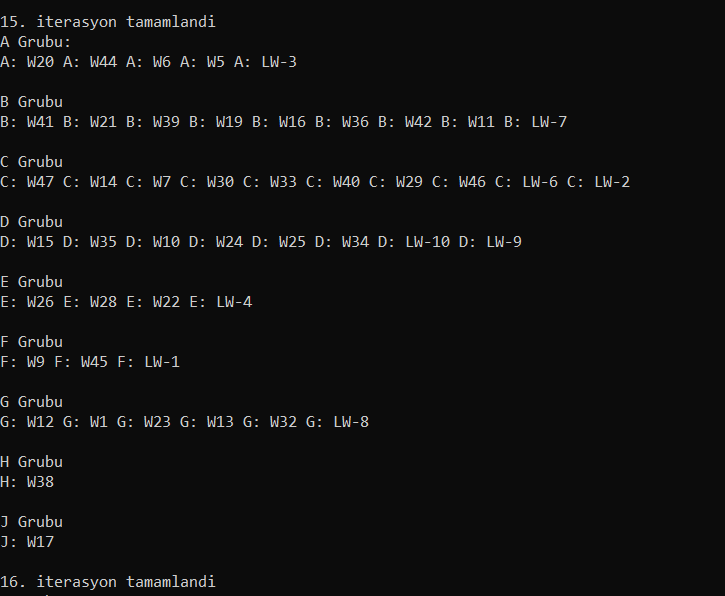 15. iterasyon tamamlandi
A Grubu:
A: W20 A: W44 A: W6 A: W5 A: LW-3
B Grubu
B: W41 B: W21 B: W39 B: W19 B: W16 B: W36 B: W42 B: W11 B: LW-7
C Grubu
C: W47 C: W14 C: W7 C: W30 C: W33 C: W40 C: W29 C: W46 C: LW-6 C: LW-2
D Grubu
D: W15 D: W35 D: W10 D: W24 D: W25 D: W34 D: LW-10 D: LW-9
E Grubu
E: W26 E: W28 E: W22 E: LW-4
F Grubu
F: W9 F: W45 F: LW-1
G Grubu
G: W12 G: W1 G: W23 G: W13 G: W32 G: LW-8
H Grubu
H: W38
J Grubu
J: W17
16. iterasyon tamamlandi